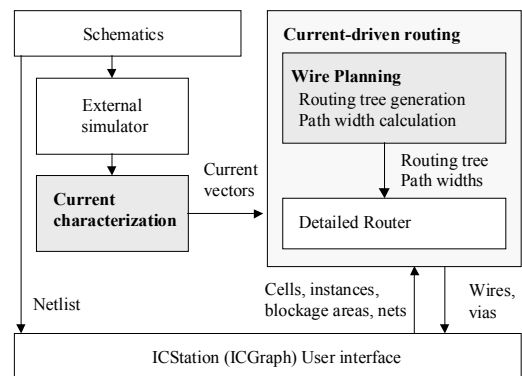 Schematics
External
simulator
Current
characterization
Current
vectors
Netlist
Current-driven routing
Wire Planning
Routing tree generation
Path width calculation
Routing tree
Path widths
Detailed Router
Cells, instances,
blockage areas, nets
Wires,
vias
ICStation (ICGraph) User interface